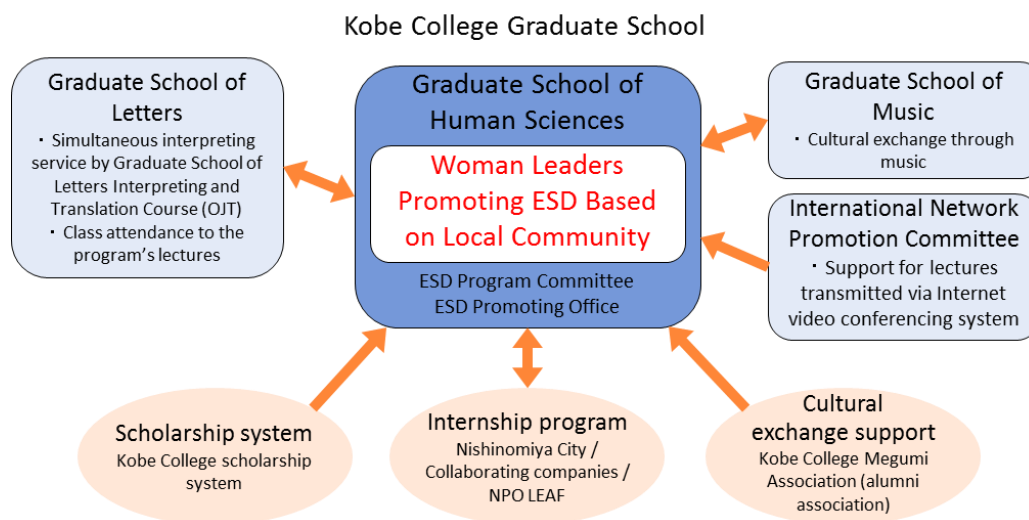 Kobe College Graduate School
Graduate School of
Letters
・Simultaneous interpreting
service by Graduate School of
Letters Interpreting and
Translation Course (OJT)
・Class attendance to the
program's lectures
Graduate School of
Human Sciences
Woman Leaders
Promoting ESD Based
on Local Community
ESD Program Committee
ESD Promoting Office
Graduate School of
Music
・Cultural exchange through
music
International Network
Promotion Committee
・Support for lectures
transmitted via Internet
video conferencing system
Scholarship system
Kobe College scholarship
system
Internship program
Nishinomiya City /
Collaborating companies /
NPO LEAF
Cultural
exchange support
Kobe College Megumi
Association (alumni
association)